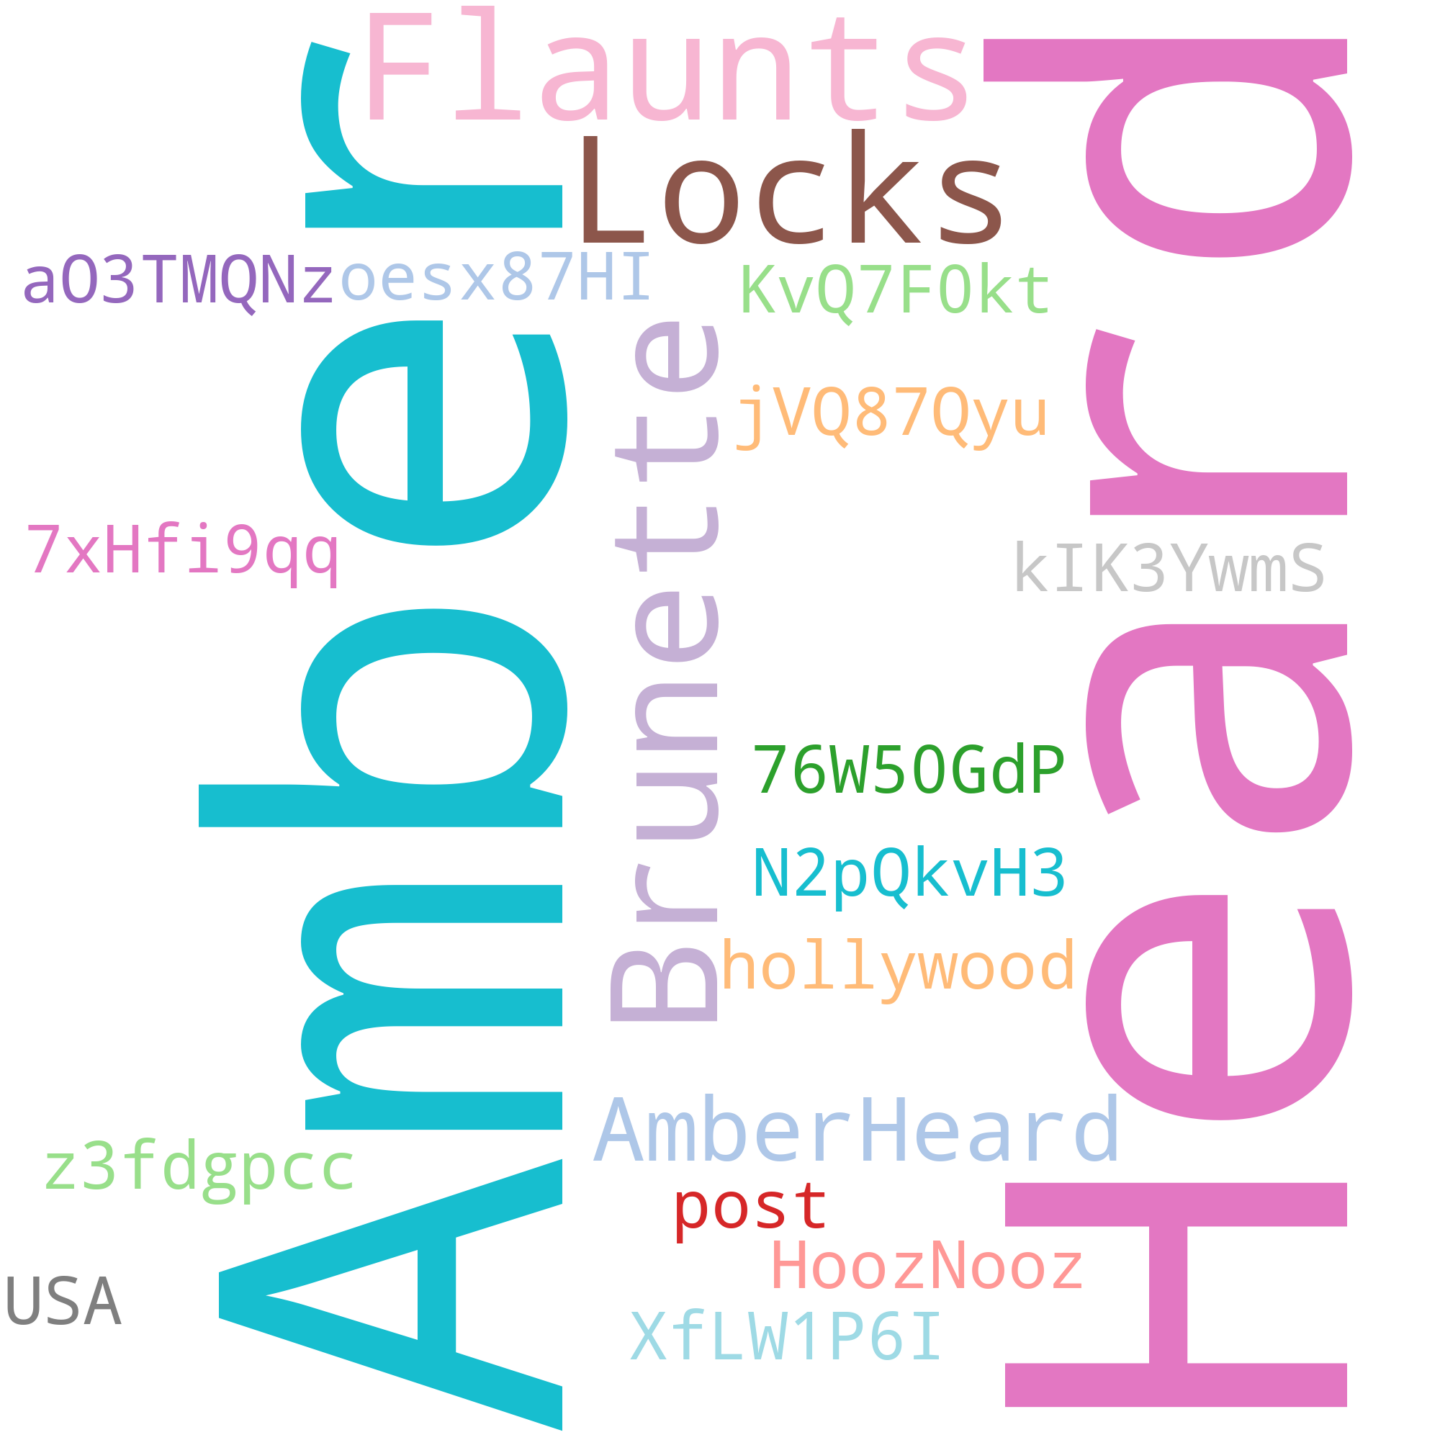 Flaunts
Locks
Amber
Heard
aO3TMQNz
oesx87HI
KvQ7F0kt
Brunette
jVQ87Qyu
7xHfi9qq
kIK3YwmS
76W5OGdP
N2pQkvH3
hollywood
AmberHeard
z3fdgpcc
post
HoozNooz
USA
XfLW1P6I